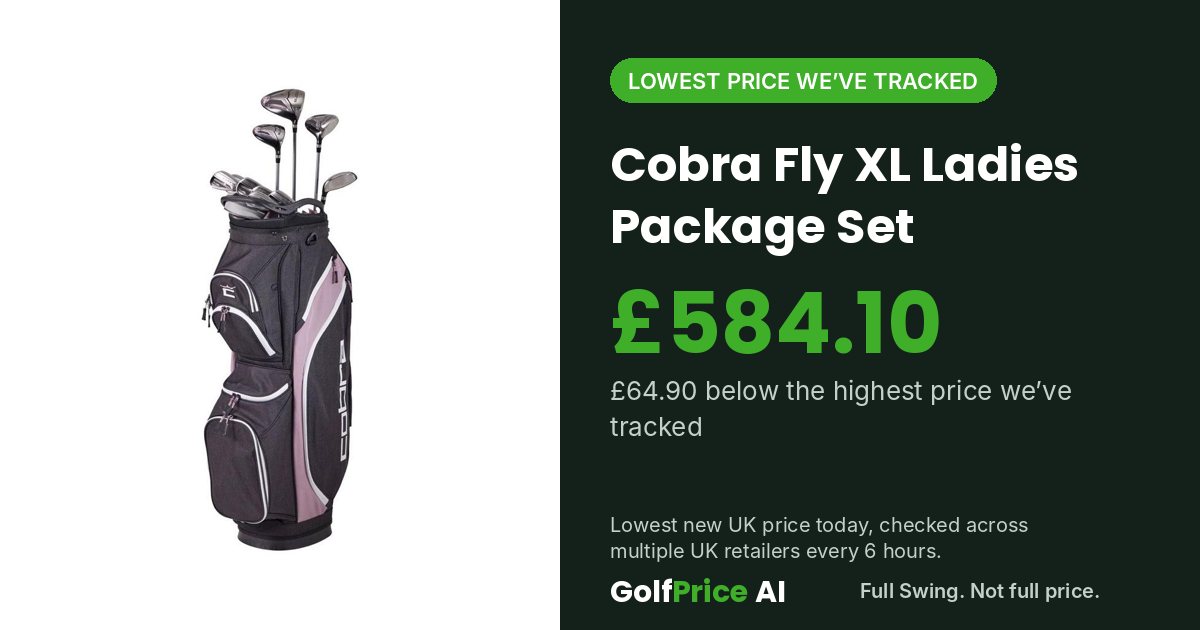 LOWEST PRICE WE’VE TRACKED
Cobra Fly XL Ladies
Package Set
£584.10
£64.90 below the highest price we’ve
tracked
cobra
Lowest new UK price today, checked across
multiple UK retailers every 6 hours.
GolfPrice AI
Full Swing. Not full price.